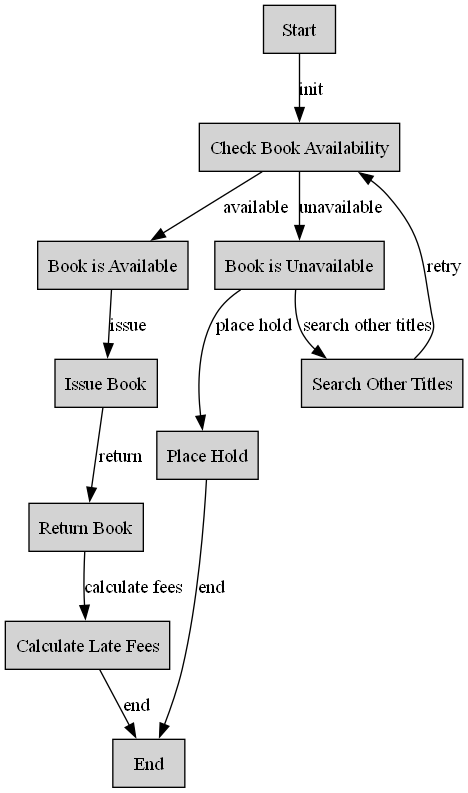 Start
init
Check Book Availability
available
unavailable
Book is Available
Book is Unavailable
retry
issue
place hold
search other titles
Issue Book
Search Other Titles
return
Place Hold
Return Book
calculate fees
end
Calculate Late Fees
end
End